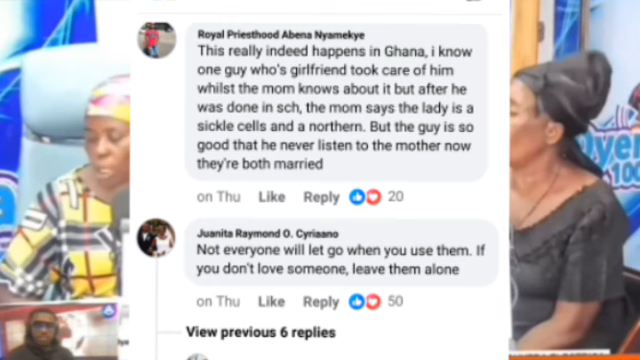 Royal Priesthood Abena Nyamekye
This really indeed happens in Ghana, i know
one guy who's girlfriend took care of him
whilst the mom knows about it but after he
was done in sch, the mom says the lady is a
sickle cells and a northern. But the guy is so
good that he never listen to the mother now
they're both married
on Thu Like Reply 20
Juanita Raymond O. Cyriaano
Not everyone will let go when you use them. If
you don't love someone, leave them alone
on Thu Like Reply 50
View previous 6 replies